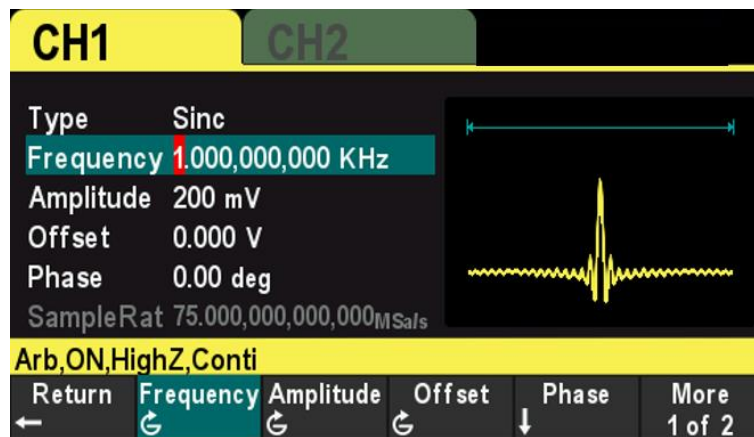 CH1 CH2
Type Sinc
Frequency 1.000,000,000 KHz
Amplitude 200 mV
Offset 0.000 V
Phase 0.00 deg
SampleRat 75.000,000,000,000MSa/s
Arb,ON,HighZ,Conti
Return Frequency Amplitude Offset Phase More
1 of 2